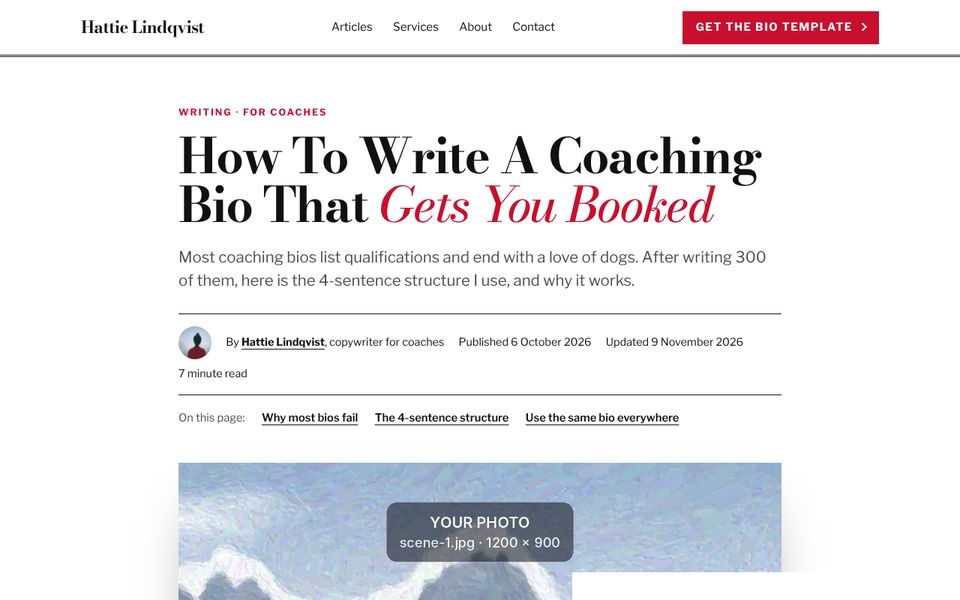 Hattie Lindqvist
Articles Services About Contact
GET THE BIO TEMPLATE
WRITING · FOR COACHES
How To Write A Coaching
Bio That Gets You Booked
Most coaching bios list qualifications and end with a love of dogs. After writing 300
of them, here is the 4-sentence structure I use, and why it works.
By Hattie Lindqvist, copywriter for coaches Published 6 October 2026 Updated 9 November 2026
7 minute read
On this page: Why most bios fail The 4-sentence structure Use the same bio everywhere
YOUR PHOTO
scene-1.jpg · 1200 × 900